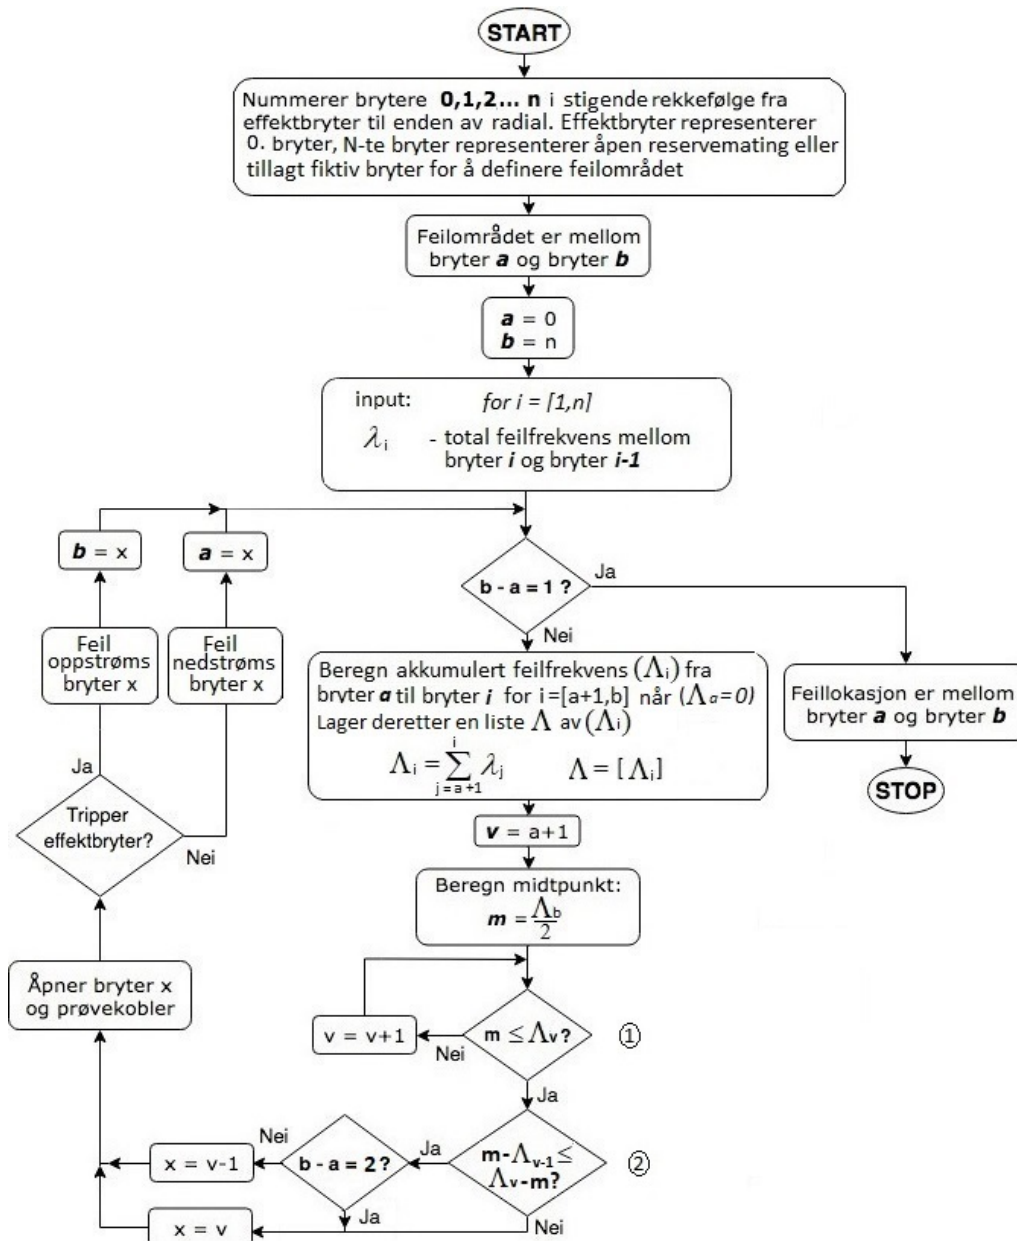 START
Nummerer brytere 0,1,2... n i stigende rekkefølge fra
effektbryter til enden av radial. Effektbryter representerer
0. bryter, N-te bryter representerer åpen reservemating eller
tillagt fiktiv bryter for å definere feilområdet
Feilområdet er mellom
bryter a og bryter b
a = 0
b = n
input: for i = [1,n]
λi - total feilfrekvens mellom
bryter i og bryter i-1
b = x
a = x
b - a = 1 ?
Ja
Nei
Feil
oppstrøms
bryter x
Feil
nedstrøms
bryter x
Beregn akkumulert feilfrekvens (Λi) fra
bryter a til bryter i for i=[a+1,b] når (Λa=0)
Lager deretter en liste Λ av (Λi)
Λi = ∑ λj Λ = [Λi]
i
j = a+1
Feillokasjon er mellom
bryter a og bryter b
STOP
Ja
Tripper
effektbryter?
Nei
v = a+1
Beregn midtpunkt:
m = Λb/2
Åpner bryter x
og prøvekobler
v = v+1
Nei
m ≤ Λv?
①
Ja
x = v-1
Nei
b - a = 2?
Ja
m-Λv-1 ≤
Λv-m?
②
Ja
Nei
x = v